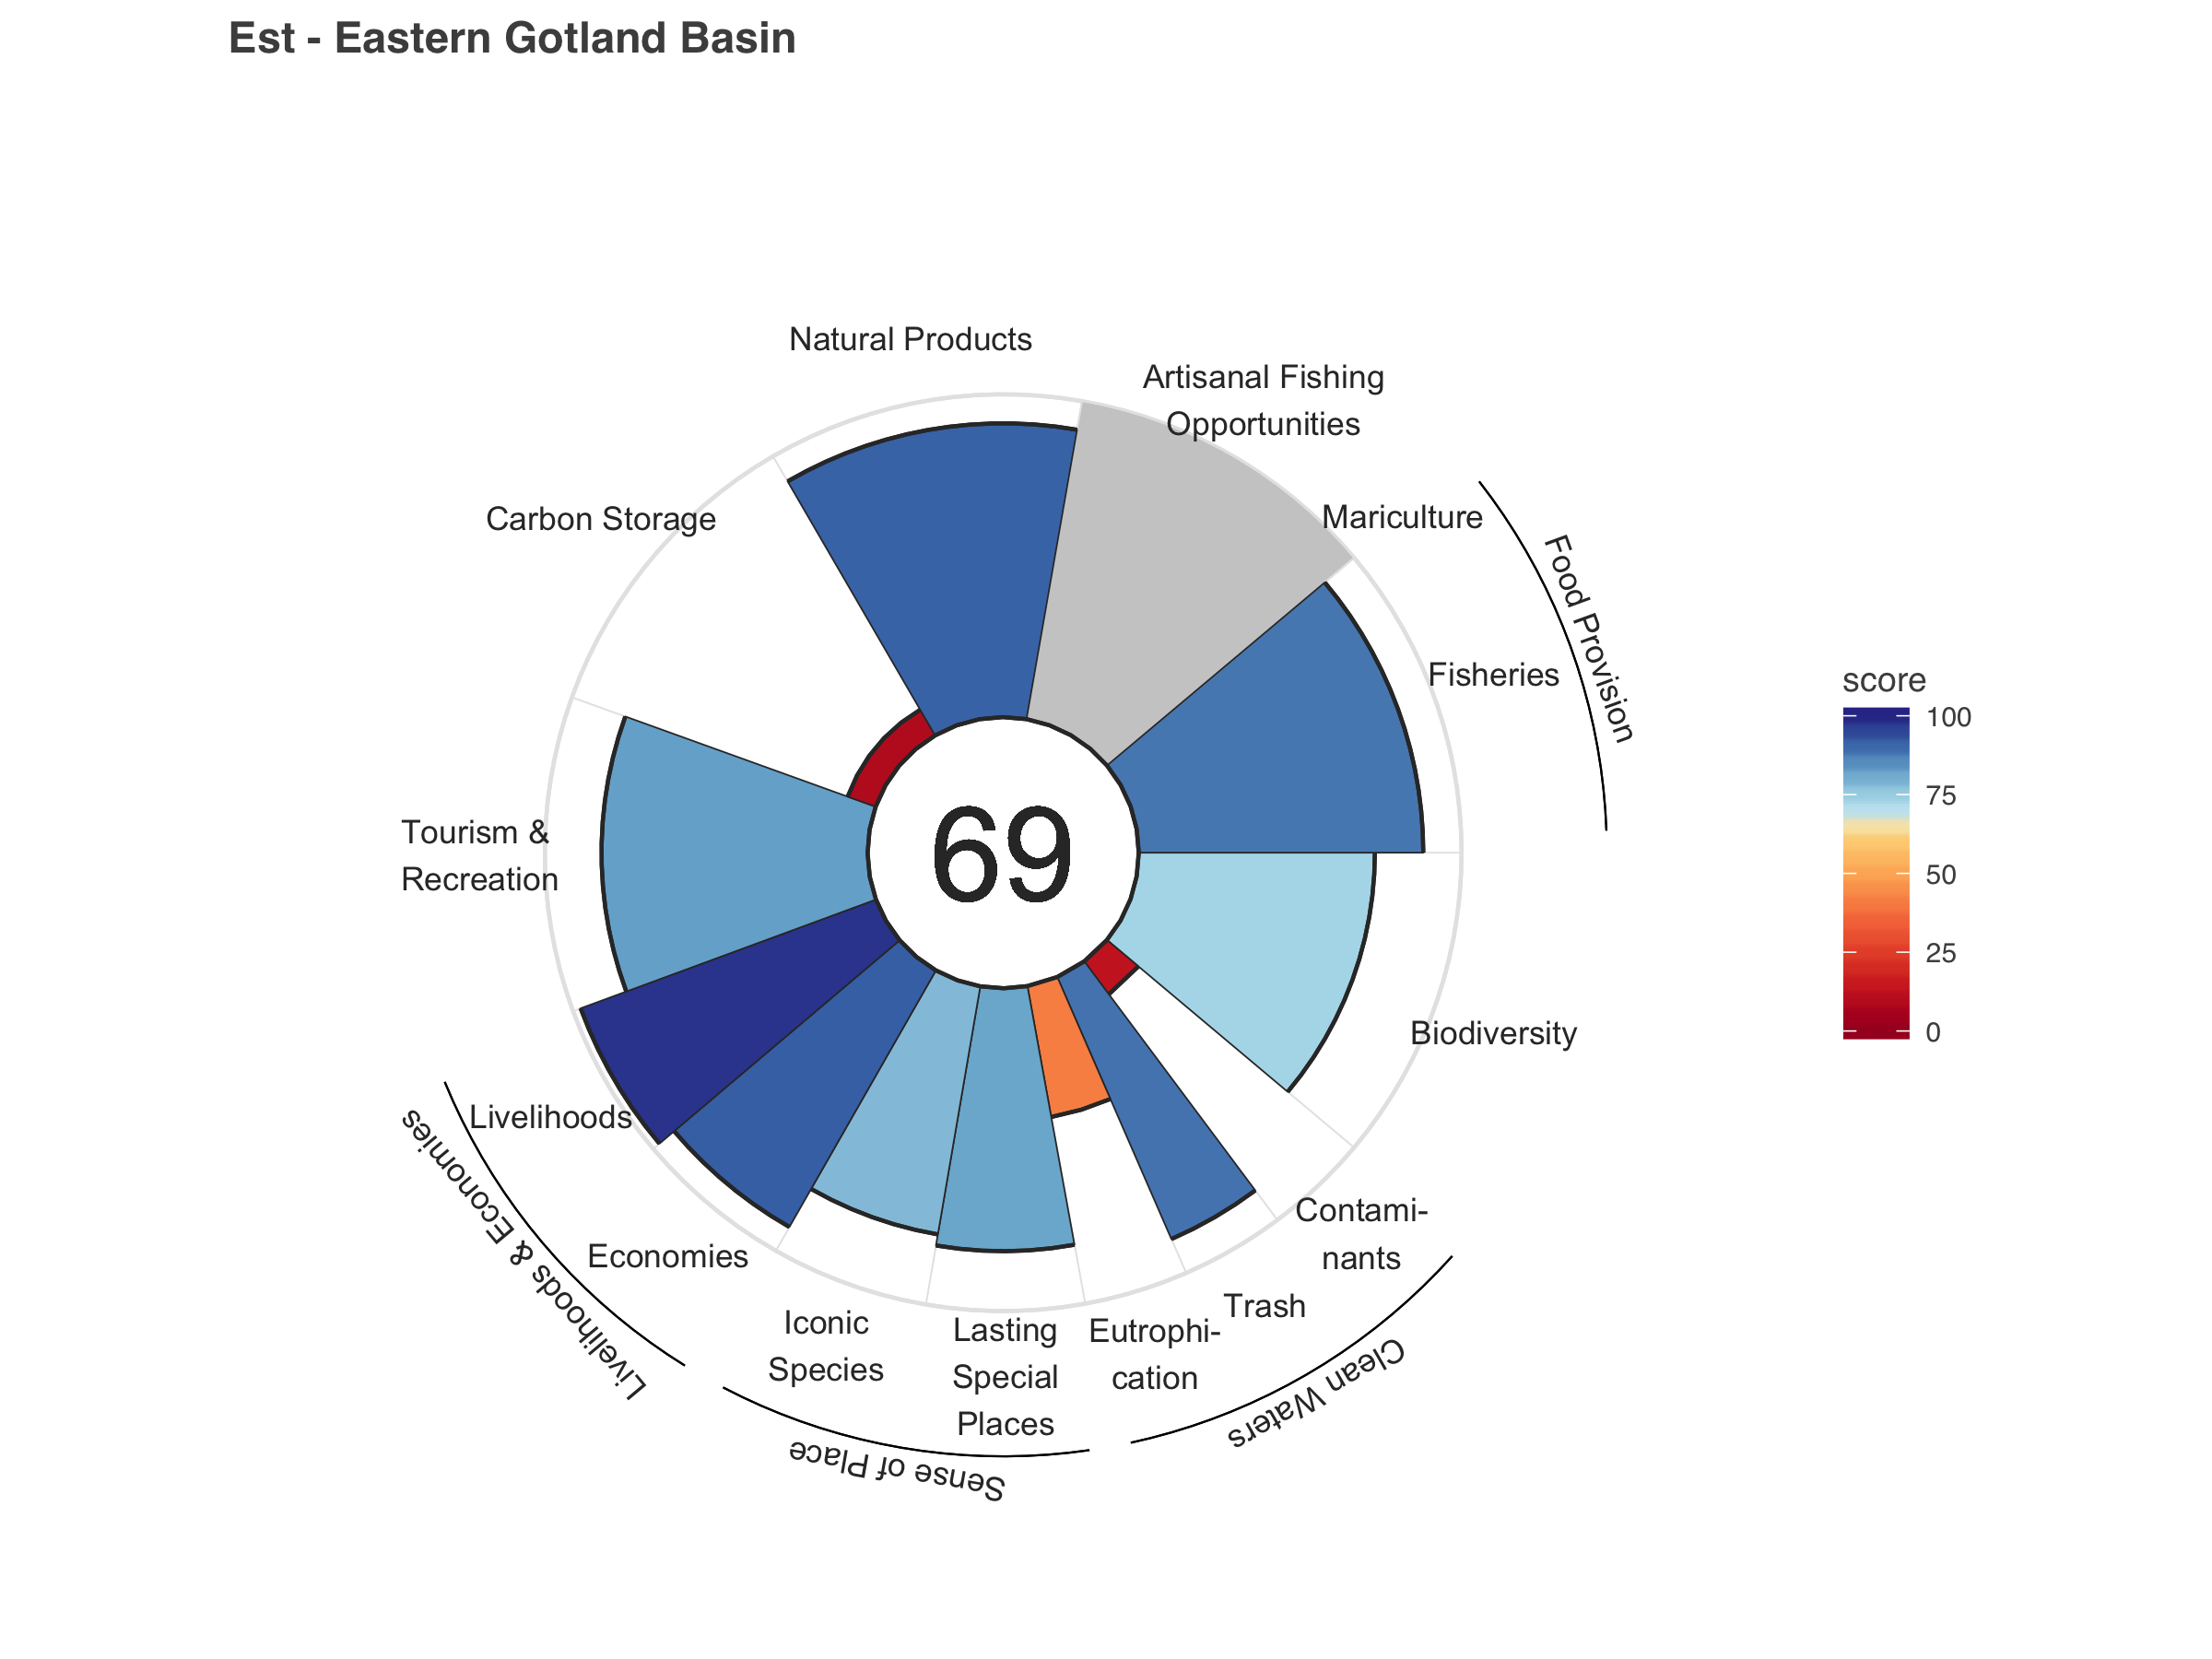 Est - Eastern Gotland Basin
Natural Products
Artisanal Fishing
Opportunities
Carbon Storage
Mariculture
Food Provision
Fisheries
score
100
75
50
25
0
69
Tourism &
Recreation
Biodiversity
Livelihoods
Livelihoods & Economies
Economies
Contami-
nants
Trash
Clean Waters
Iconic
Species
Lasting
Special
Places
Eutrophi-
cation
Sense of Place